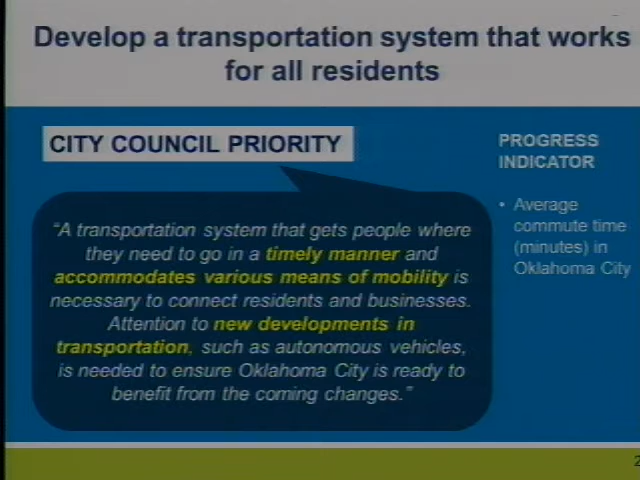 Develop a transportation system that works
for all residents
CITY COUNCIL PRIORITY
"A transportation system that gets people where
they need to go in a timely manner and
accommodates various means of mobility is
necessary to connect residents and businesses.
Attention to new developments in
transportation, such as autonomous vehicles,
is needed to ensure Oklahoma City is ready to
benefit from the coming changes."
PROGRESS
INDICATOR
• Average
commute time
(minutes) in
Oklahoma City